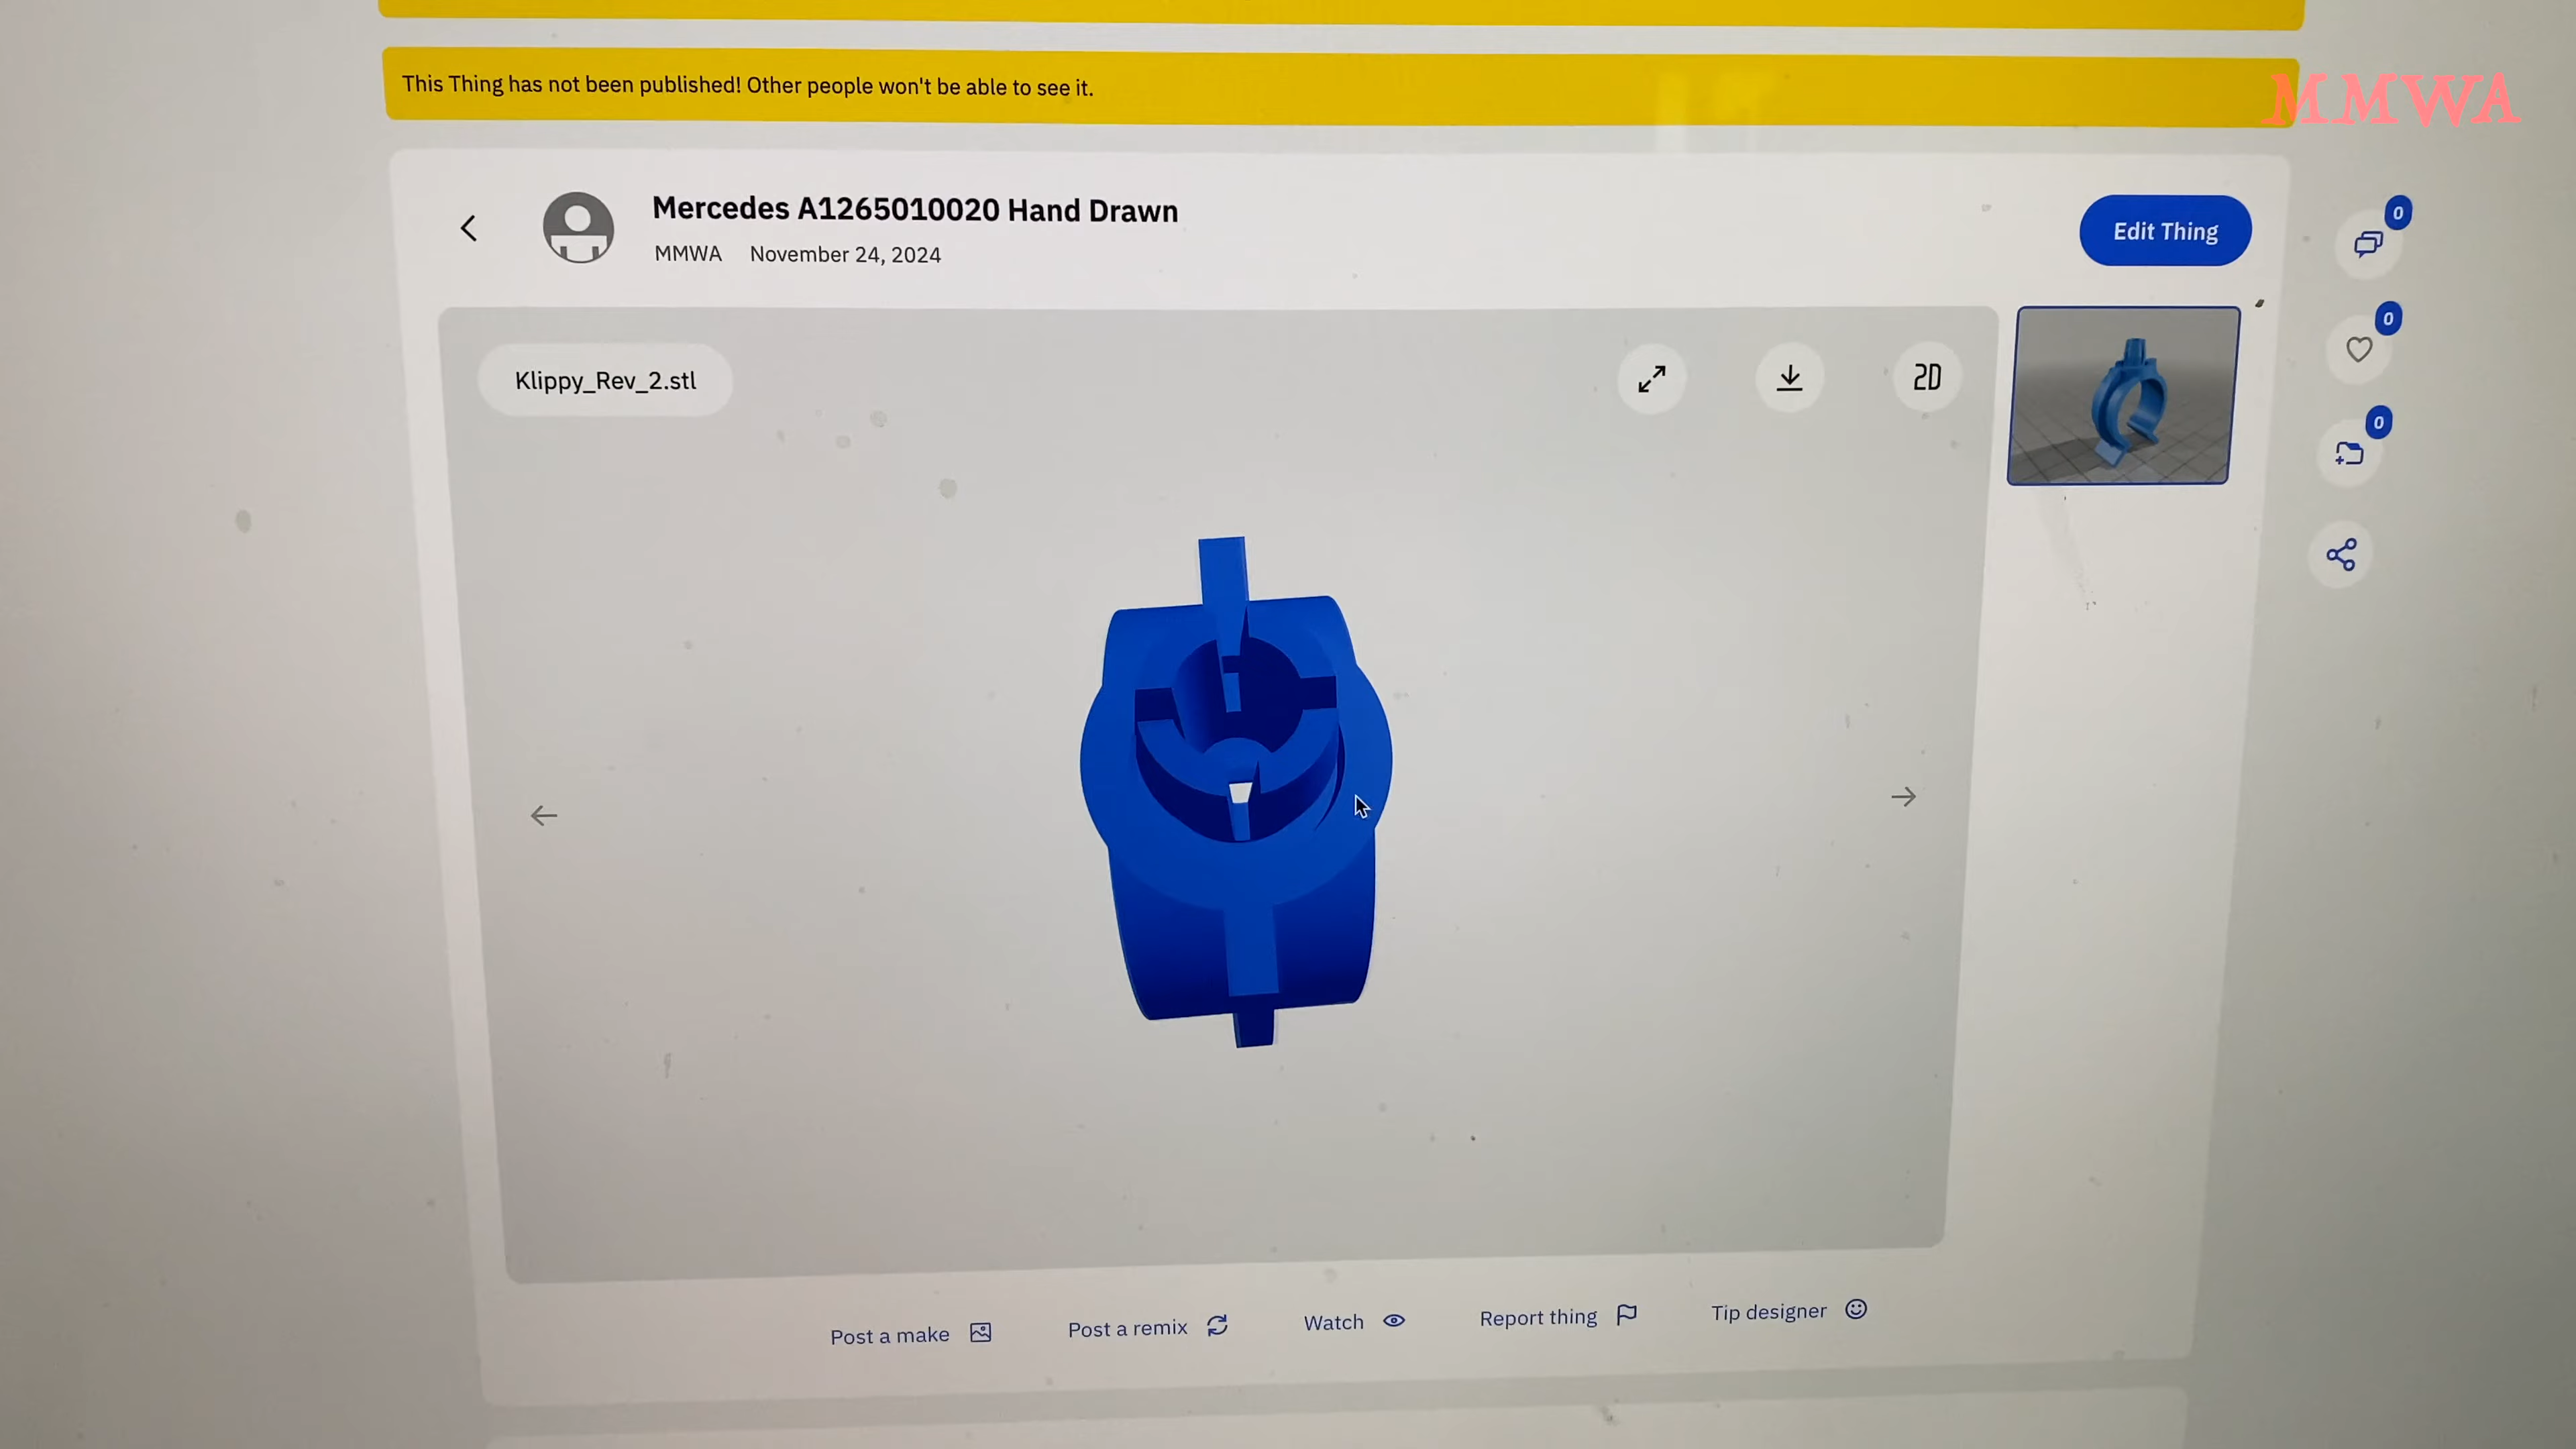 This Thing has not been published! Other people won't be able to see it.
MMWA
Mercedes A1265010020 Hand Drawn
MMWA November 24, 2024
Edit Thing
0
Klippy_Rev_2.stl
2D
0
0
Post a make
Post a remix
Watch
Report thing
Tip designer